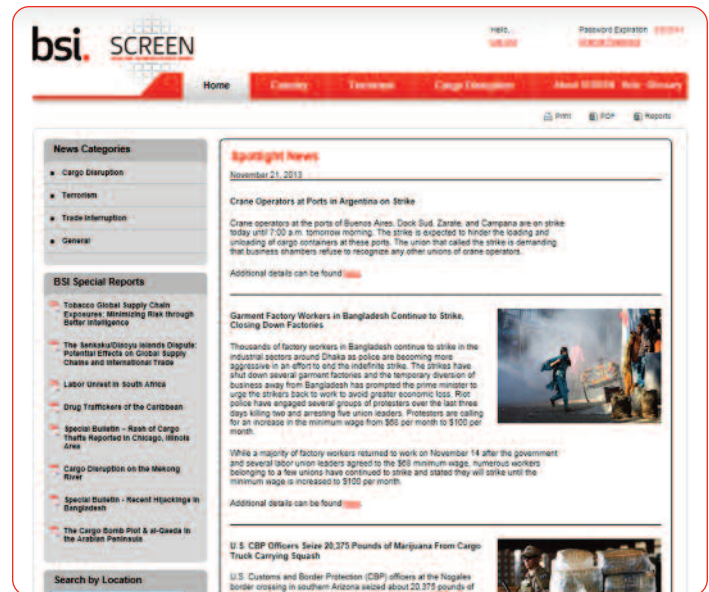 bsi. SCREEN
Hello,
Password Expiration
Home
Country
Terrorism
Cargo Disruption
About SCREEN
Glossary
Print
PDF
Reports
News Categories
Cargo Disruption
Terrorism
Trade Interruption
General
BSI Special Reports
Tobacco Global Supply Chain
Exposures: Minimizing Risk through
Better Intelligence
The Senkaku/Diaoyu Islands Dispute:
Potential Effects on Global Supply
Chains and International Trade
Labor Unrest in South Africa
Drug Traffickers of the Caribbean
Special Bulletin - Rash of Cargo
Thefts Reported in Chicago, Illinois
Area
Cargo Disruption on the Mekong
River
Special Bulletin - Recent Hijackings in
Bangladesh
The Cargo Bomb Plot & al-Qaeda in
the Arabian Peninsula
Search by Location
Spotlight News
November 21, 2013
Crane Operators at Ports in Argentina on Strike
Crane operators at the ports of Buenos Aires, Dock Sud, Zarate, and Campana are on strike
today until 7:00 a.m. tomorrow morning. The strike is expected to hinder the loading and
unloading of cargo containers at these ports. The union that called the strike is demanding
that business chambers refuse to recognize any other unions of crane operators.
Additional details can be found here.
Garment Factory Workers in Bangladesh Continue to Strike,
Closing Down Factories
Thousands of factory workers in Bangladesh continue to strike in the
industrial sectors around Dhaka as police are becoming more
aggressive in an effort to end the indefinite strike. The strikes have
shut down several garment factories and the temporary diversion of
business away from Bangladesh has prompted the prime minister to
urge the strikers back to work to avoid greater economic loss. Riot
police have engaged several groups of protesters over the last three
days killing two and arresting five union leaders. Protesters are calling
for an increase in the minimum wage from $68 per month to $100 per
month.
While a majority of factory workers returned to work on November 14 after the government
and several labor union leaders agreed to the $68 minimum wage, numerous workers
belonging to a few unions have continued to strike and stated they will strike until the
minimum wage is increased to $100 per month.
Additional details can be found here.
U.S. CBP Officers Seize 20,375 Pounds of Marijuana From Cargo
Truck Carrying Squash
U.S. Customs and Border Protection (CBP) officers at the Nogales
border crossing in southern Arizona seized about 20,375 pounds of